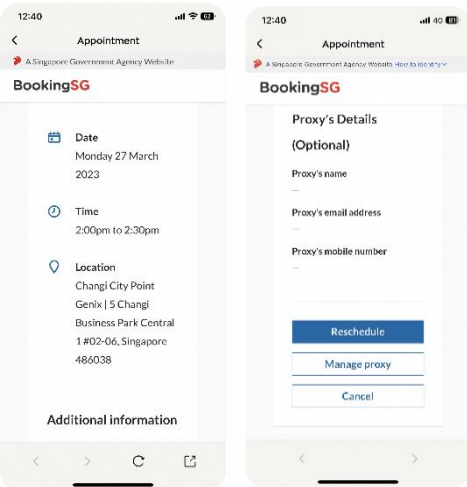 12:40
62
Appointment
A Singapore Government Agency Website
BookingSG
Date
Monday 27 March
2023
Time
2:00pm to 2:30pm
Location
Changi City Point
Genix | 5 Changi
Business Park Central
1 #02-06, Singapore
486038
Additional information
12:40
4G 81
Appointment
A Singapore Government Agency Website How to identify
BookingSG
Proxy's Details
(Optional)
Proxy's name
—
Proxy's email address
—
Proxy's mobile number
—
Reschedule
Manage proxy
Cancel